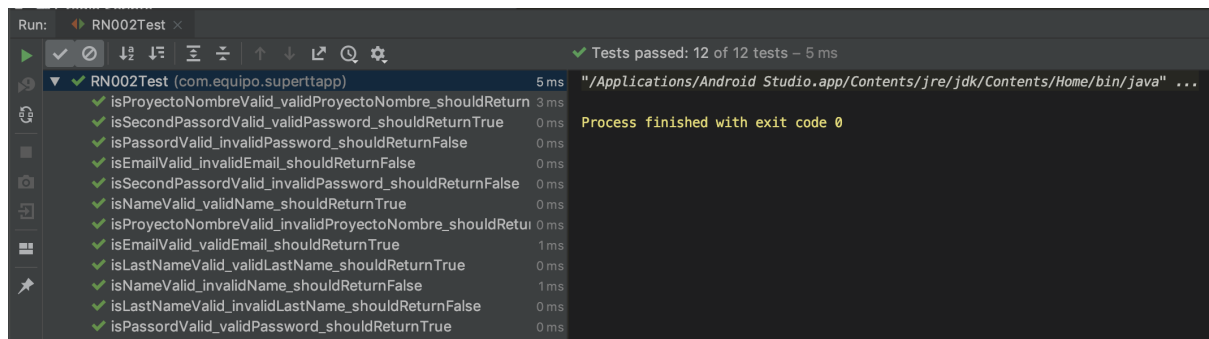 Run: RN002Test
Tests passed: 12 of 12 tests – 5 ms
RN002Test (com.equipo.superttapp) 5 ms
isProyectoNombreValid_validProyectoNombre_shouldReturn 3 ms
isSecondPassordValid_validPassword_shouldReturnTrue 0 ms
isPassordValid_invalidPassword_shouldReturnFalse 0 ms
isEmailValid_invalidEmail_shouldReturnFalse 0 ms
isSecondPassordValid_invalidPassword_shouldReturnFalse 0 ms
isNameValid_validName_shouldReturnTrue 0 ms
isProyectoNombreValid_invalidProyectoNombre_shouldRetu 0 ms
isEmailValid_validEmail_shouldReturnTrue 1 ms
isLastNameValid_validLastName_shouldReturnTrue 0 ms
isNameValid_invalidName_shouldReturnFalse 1 ms
isLastNameValid_invalidLastName_shouldReturnFalse 0 ms
isPassordValid_validPassword_shouldReturnTrue 0 ms
"/Applications/Android Studio.app/Contents/jre/jdk/Contents/Home/bin/java" ...
Process finished with exit code 0